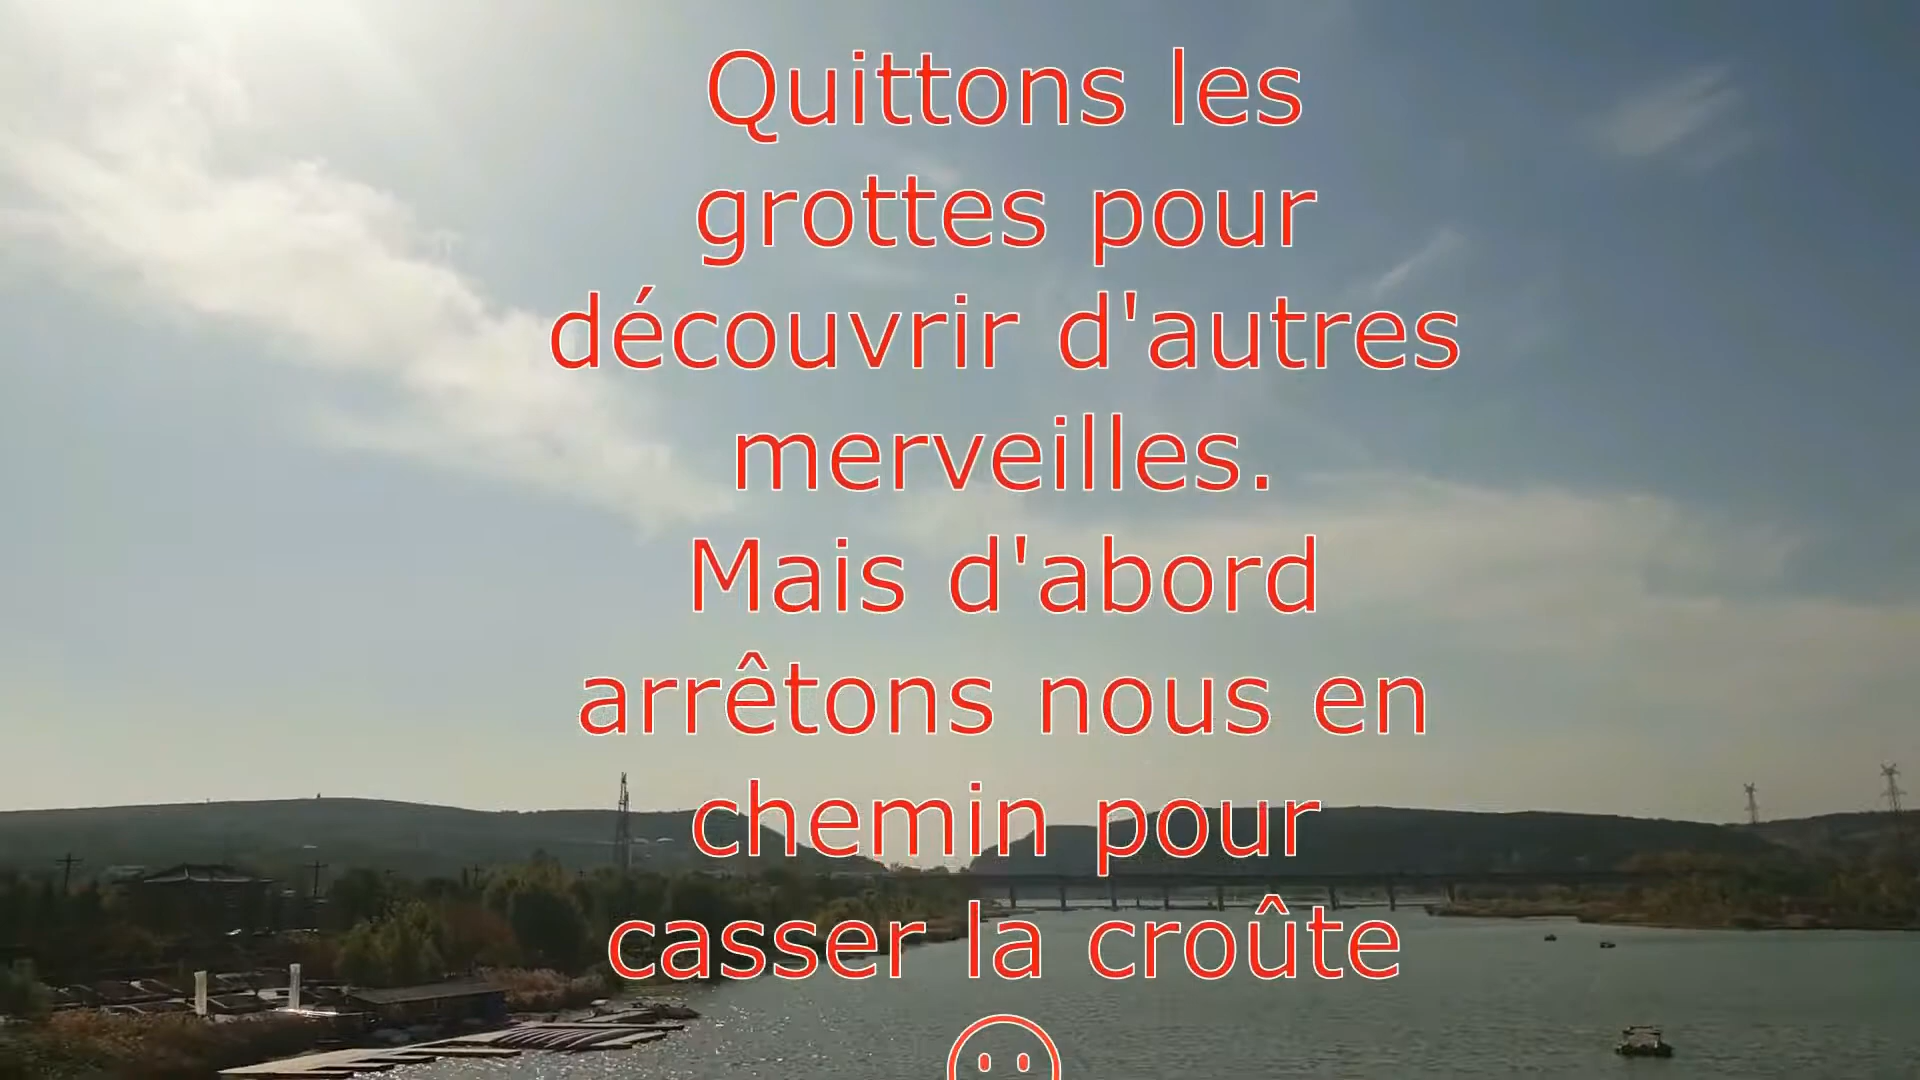 Quittons les
grottes pour
découvrir d'autres
merveilles.
Mais d'abord
arrêtons nous en
chemin pour
casser la croûte